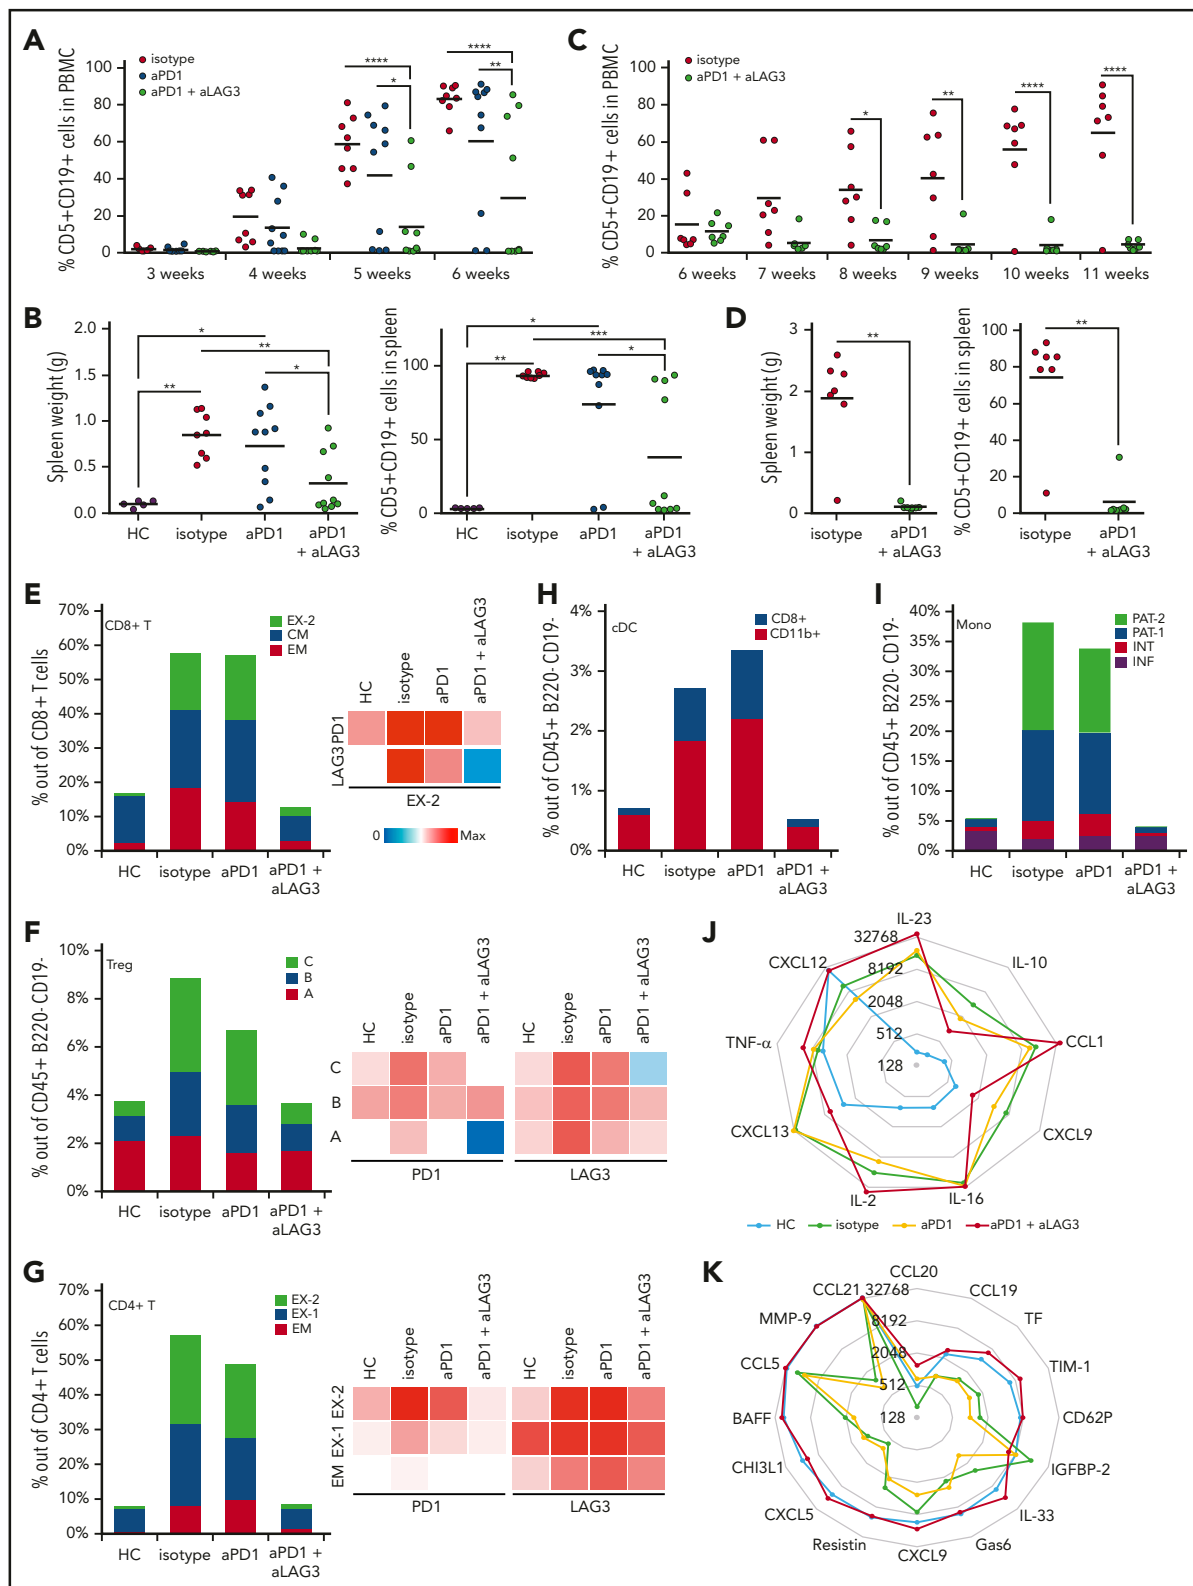 A
isotype
aPD1
aPD1 + aLAG3
% CD5+CD19+ cells in PBMC
100
80
60
40
20
0
****
*
****
**
3 weeks
4 weeks
5 weeks
6 weeks
C
isotype
aPD1 + aLAG3
% CD5+CD19+ cells in PBMC
100
80
60
40
20
0
*
**
****
****
6 weeks
7 weeks
8 weeks
9 weeks
10 weeks
11 weeks
B
Spleen weight (g)
2.0
1.5
1.0
0.5
0.0
*
**
**
*
HC
isotype
aPD1
aPD1
+ aLAG3
% CD5+CD19+ cells in spleen
100
50
0
*
***
**
*
HC
isotype
aPD1
aPD1
+ aLAG3
D
Spleen weight (g)
3
2
1
0
**
isotype
aPD1
+ aLAG3
% CD5+CD19+ cells in spleen
100
80
60
40
20
0
**
isotype
aPD1
+ aLAG3
E
CD8+ T
% out of CD8+ T cells
70%
60%
50%
40%
30%
20%
10%
0%
EX-2
CM
EM
HC
isotype
aPD1
aPD1 +
aLAG3
HC
isotype
aPD1
aPD1 + aLAG3
PD1
LAG3
EX-2
0
Max
H
cDC
% out of CD45+ B220- CD19-
4%
3%
2%
1%
0%
CD8+
CD11b+
HC
isotype
aPD1
aPD1 +
aLAG3
I
Mono
% out of CD45+ B220- CD19-
40%
35%
30%
25%
20%
15%
10%
5%
0%
PAT-2
PAT-1
INT
INF
HC
isotype
aPD1
aPD1 +
aLAG3
F
Treg
% out of CD45+ B220- CD19-
10%
8%
6%
4%
2%
0%
C
B
A
HC
isotype
aPD1
aPD1 +
aLAG3
HC
isotype
aPD1
aPD1 + aLAG3
HC
isotype
aPD1
aPD1 + aLAG3
C
B
A
PD1
LAG3
J
IL-23
IL-10
CCL1
CXCL9
IL-16
IL-2
CXCL13
TNF-α
CXCL12
32768
8192
2048
512
128
HC
isotype
aPD1
aPD1 + aLAG3
G
CD4+ T
% out of CD4+ T cells
70%
60%
50%
40%
30%
20%
10%
0%
EX-2
EX-1
EM
HC
isotype
aPD1
aPD1 +
aLAG3
HC
isotype
aPD1
aPD1 + aLAG3
HC
isotype
aPD1
aPD1 + aLAG3
EX-2
EX-1
EM
PD1
LAG3
K
CCL20
CCL19
TF
TIM-1
CD62P
IGFBP-2
IL-33
Gas6
CXCL9
Resistin
CXCL5
CHI3L1
BAFF
CCL5
MMP-9
CCL21
32768
8192
2048
512
128